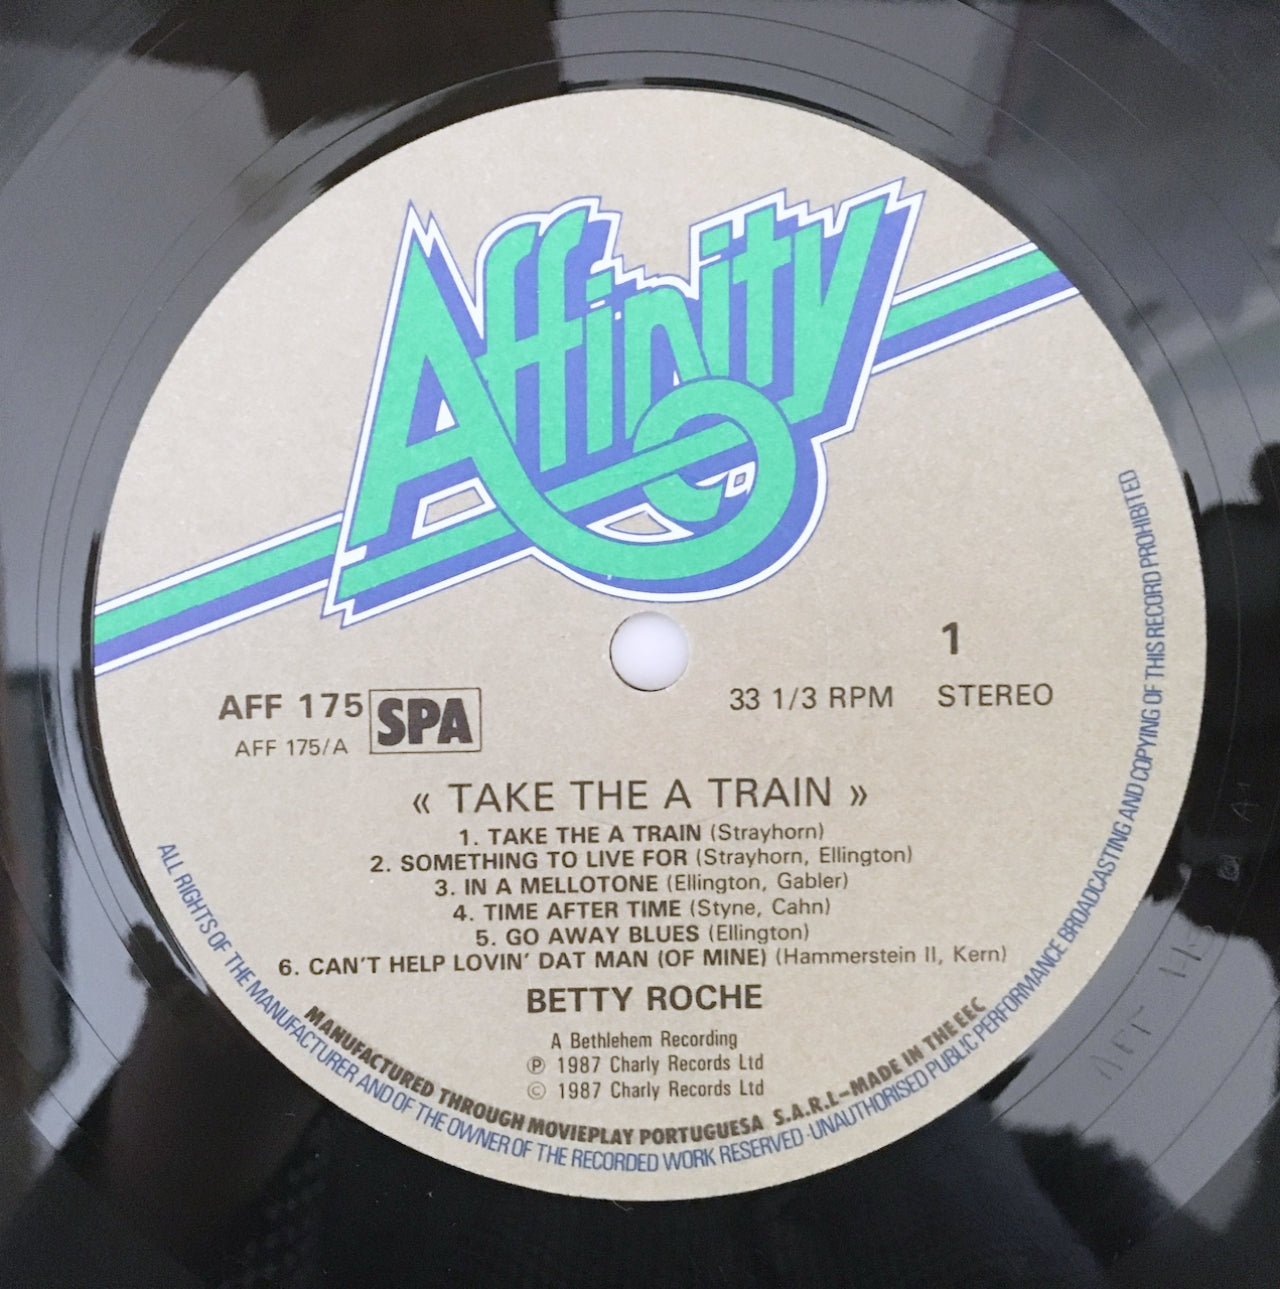 Affinity
1
AFF 175 SPA 33 1/3 RPM STEREO
AFF 175/A
« TAKE THE A TRAIN »
1. TAKE THE A TRAIN (Strayhorn)
2. SOMETHING TO LIVE FOR (Strayhorn, Ellington)
3. IN A MELLOTONE (Ellington, Gabler)
4. TIME AFTER TIME (Styne, Cahn)
5. GO AWAY BLUES (Ellington)
6. CAN'T HELP LOVIN' DAT MAN (OF MINE) (Hammerstein II, Kern)
BETTY ROCHE
A Bethlehem Recording
℗ 1987 Charly Records Ltd
© 1987 Charly Records Ltd
MANUFACTURED THROUGH MOVIEPLAY PORTUGUESA S.A.R.L-MADE IN THE EEC
ALL RIGHTS OF THE MANUFACTURER AND OF THE OWNER OF THE RECORDED WORK RESERVED·UNAUTHORISED PUBLIC PERFORMANCE BROADCASTING AND COPYING OF THIS RECORD PROHIBITED